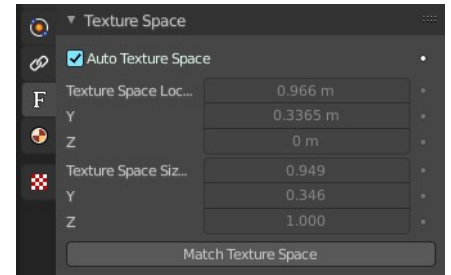 Texture Space
Auto Texture Space
Texture Space Loc... 0.966 m
Y 0.3365 m
Z 0 m
Texture Space Siz... 0.949
Y 0.346
Z 1.000
Match Texture Space
F